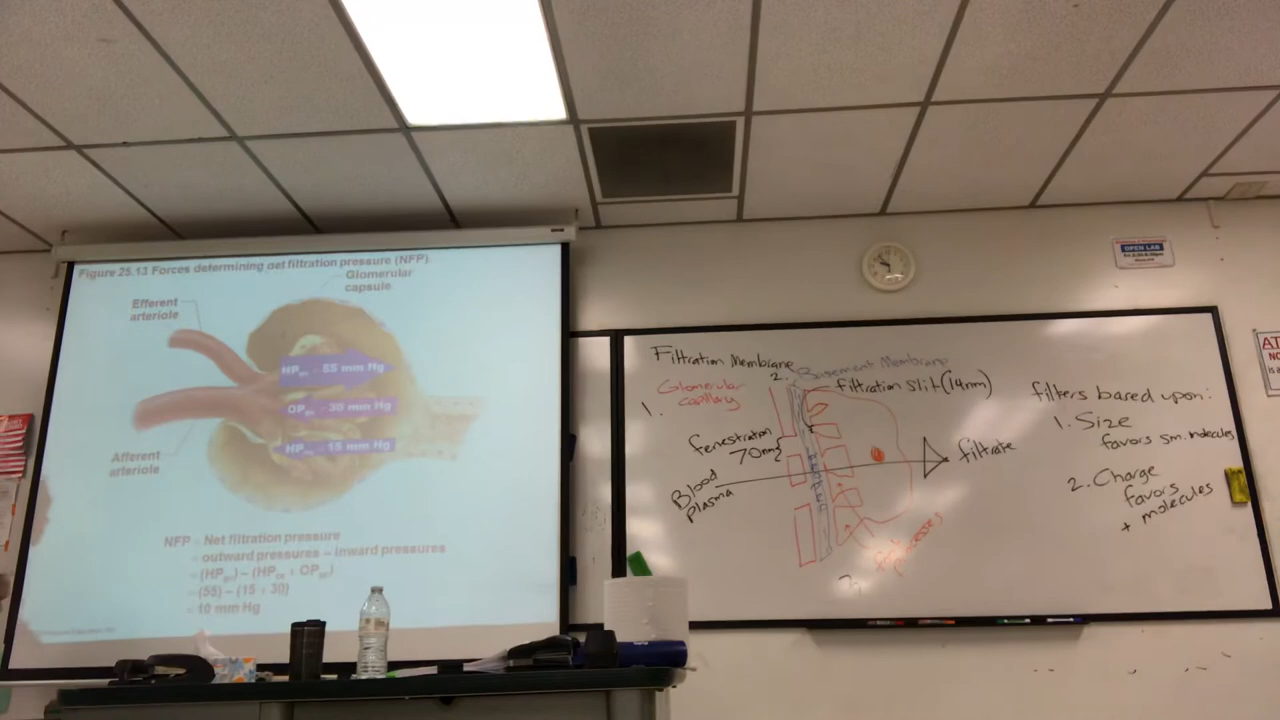 Figure 25.13 Forces determining net filtration pressure (NFP).
Glomerular
capsule
Efferent
arteriole
HPgc = 55 mm Hg
OPgc = 30 mm Hg
HPcs = 15 mm Hg
Afferent
arteriole
NFP = Net filtration pressure
= outward pressures – inward pressures
= (HPgc) – (HPcs + OPgc)
= (55) – (15 + 30)
= 10 mm Hg
Filtration Membrane
2. Basement Membrane
Glomerular
capillary
1.
filtration slit (14nm)
fenestration
70nm
Blood
Plasma
filtrate
processes
filters based upon:
1. Size
favors sm. molecules
2. Charge
favors
+ molecules
OPEN LAB